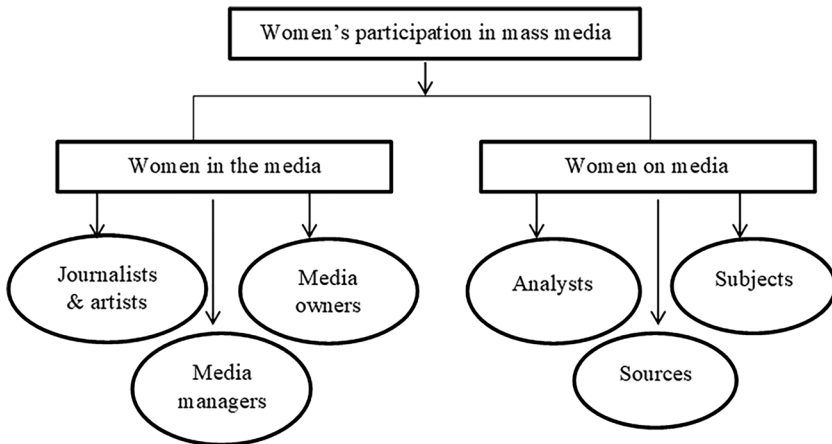 Women’s participation in mass media
Women in the media
Women on media
Journalists
& artists
Media
owners
Media
managers
Analysts
Subjects
Sources